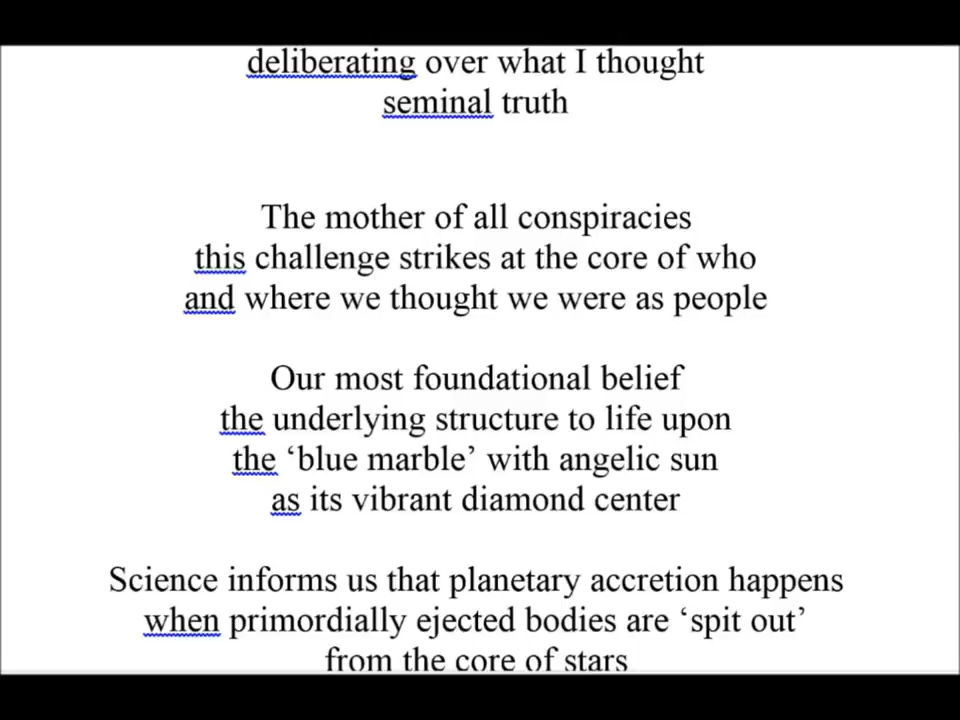 deliberating over what I thought
seminal truth
The mother of all conspiracies
this challenge strikes at the core of who
and where we thought we were as people
Our most foundational belief
the underlying structure to life upon
the ‘blue marble’ with angelic sun
as its vibrant diamond center
Science informs us that planetary accretion happens
when primordially ejected bodies are ‘spit out’
from the core of stars